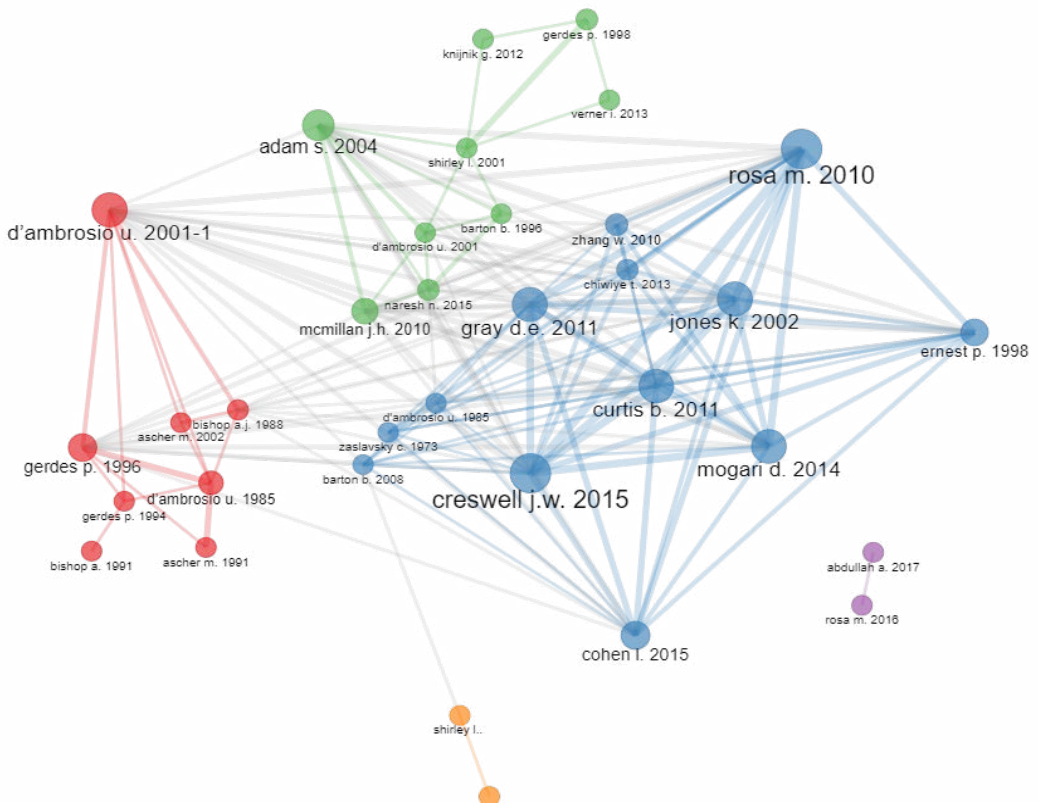 gerdes p. 1998
knijnik g. 2012
verner i. 2013
adam s. 2004
shirley l. 2001
rosa m. 2010
barton b. 1996
d'ambrosio u. 2001-1
zhang w. 2010
d'ambrosio u. 2001
chiwiye t. 2013
naresh n. 2015
jones k. 2002
mcmillan j.h. 2010
gray d.e. 2011
ernest p. 1998
curtis b. 2011
d'ambrosio u. 1985
bishop a.j. 1988
ascher m. 2002
zaslavsky c. 1973
gerdes p. 1996
mogari d. 2014
barton b. 2008
d'ambrosio u. 1985
creswell j.w. 2015
gerdes p. 1994
ascher m. 1991
bishop a. 1991
abdullah a. 2017
rosa m. 2016
cohen l. 2015
shirley l..